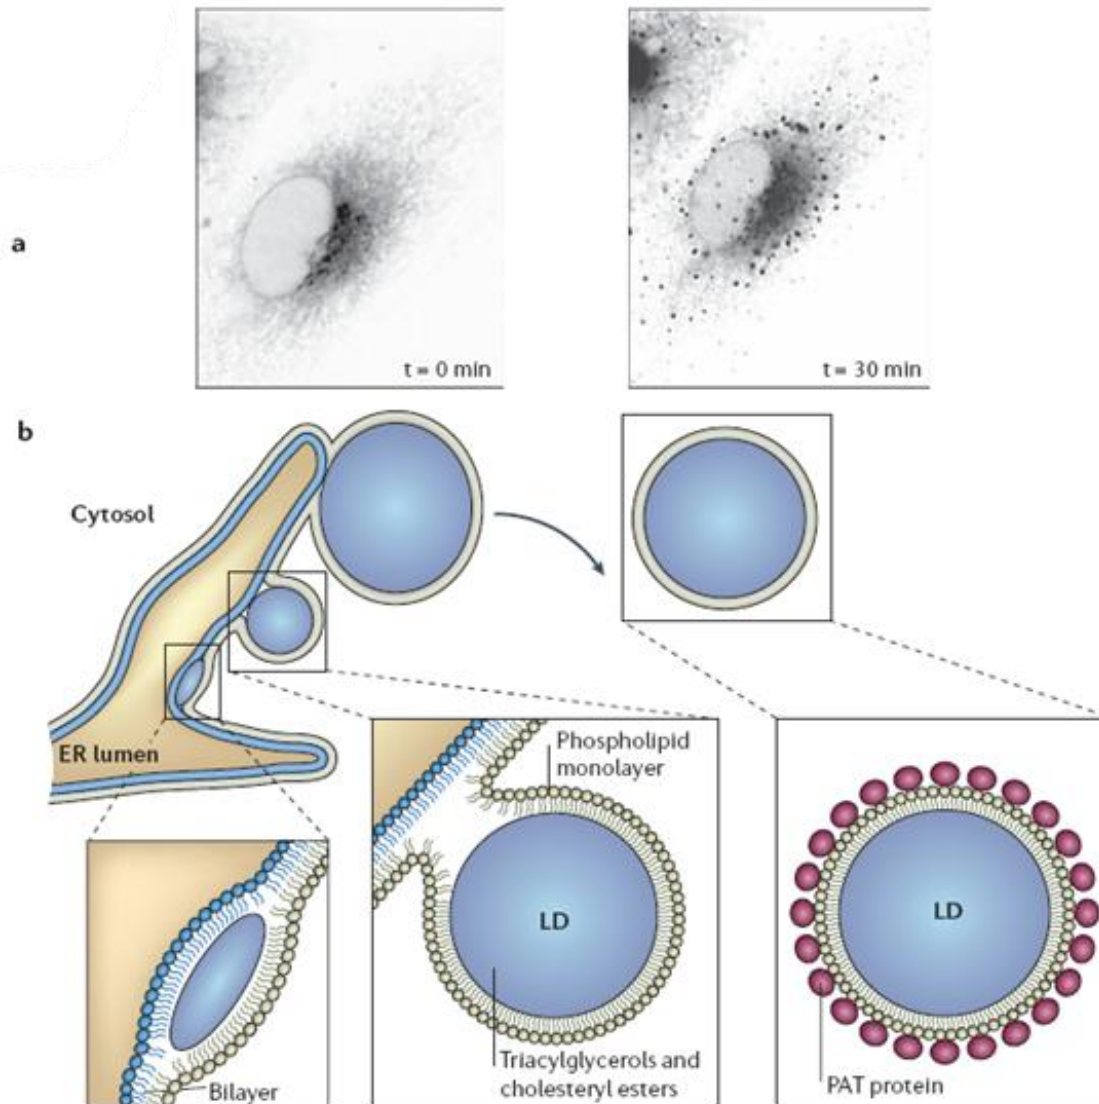 a
t = 0 min
t = 30 min
b
Cytosol
ER lumen
Phospholipid
monolayer
LD
Triacylglycerols and
cholesteryl esters
Bilayer
LD
PAT protein